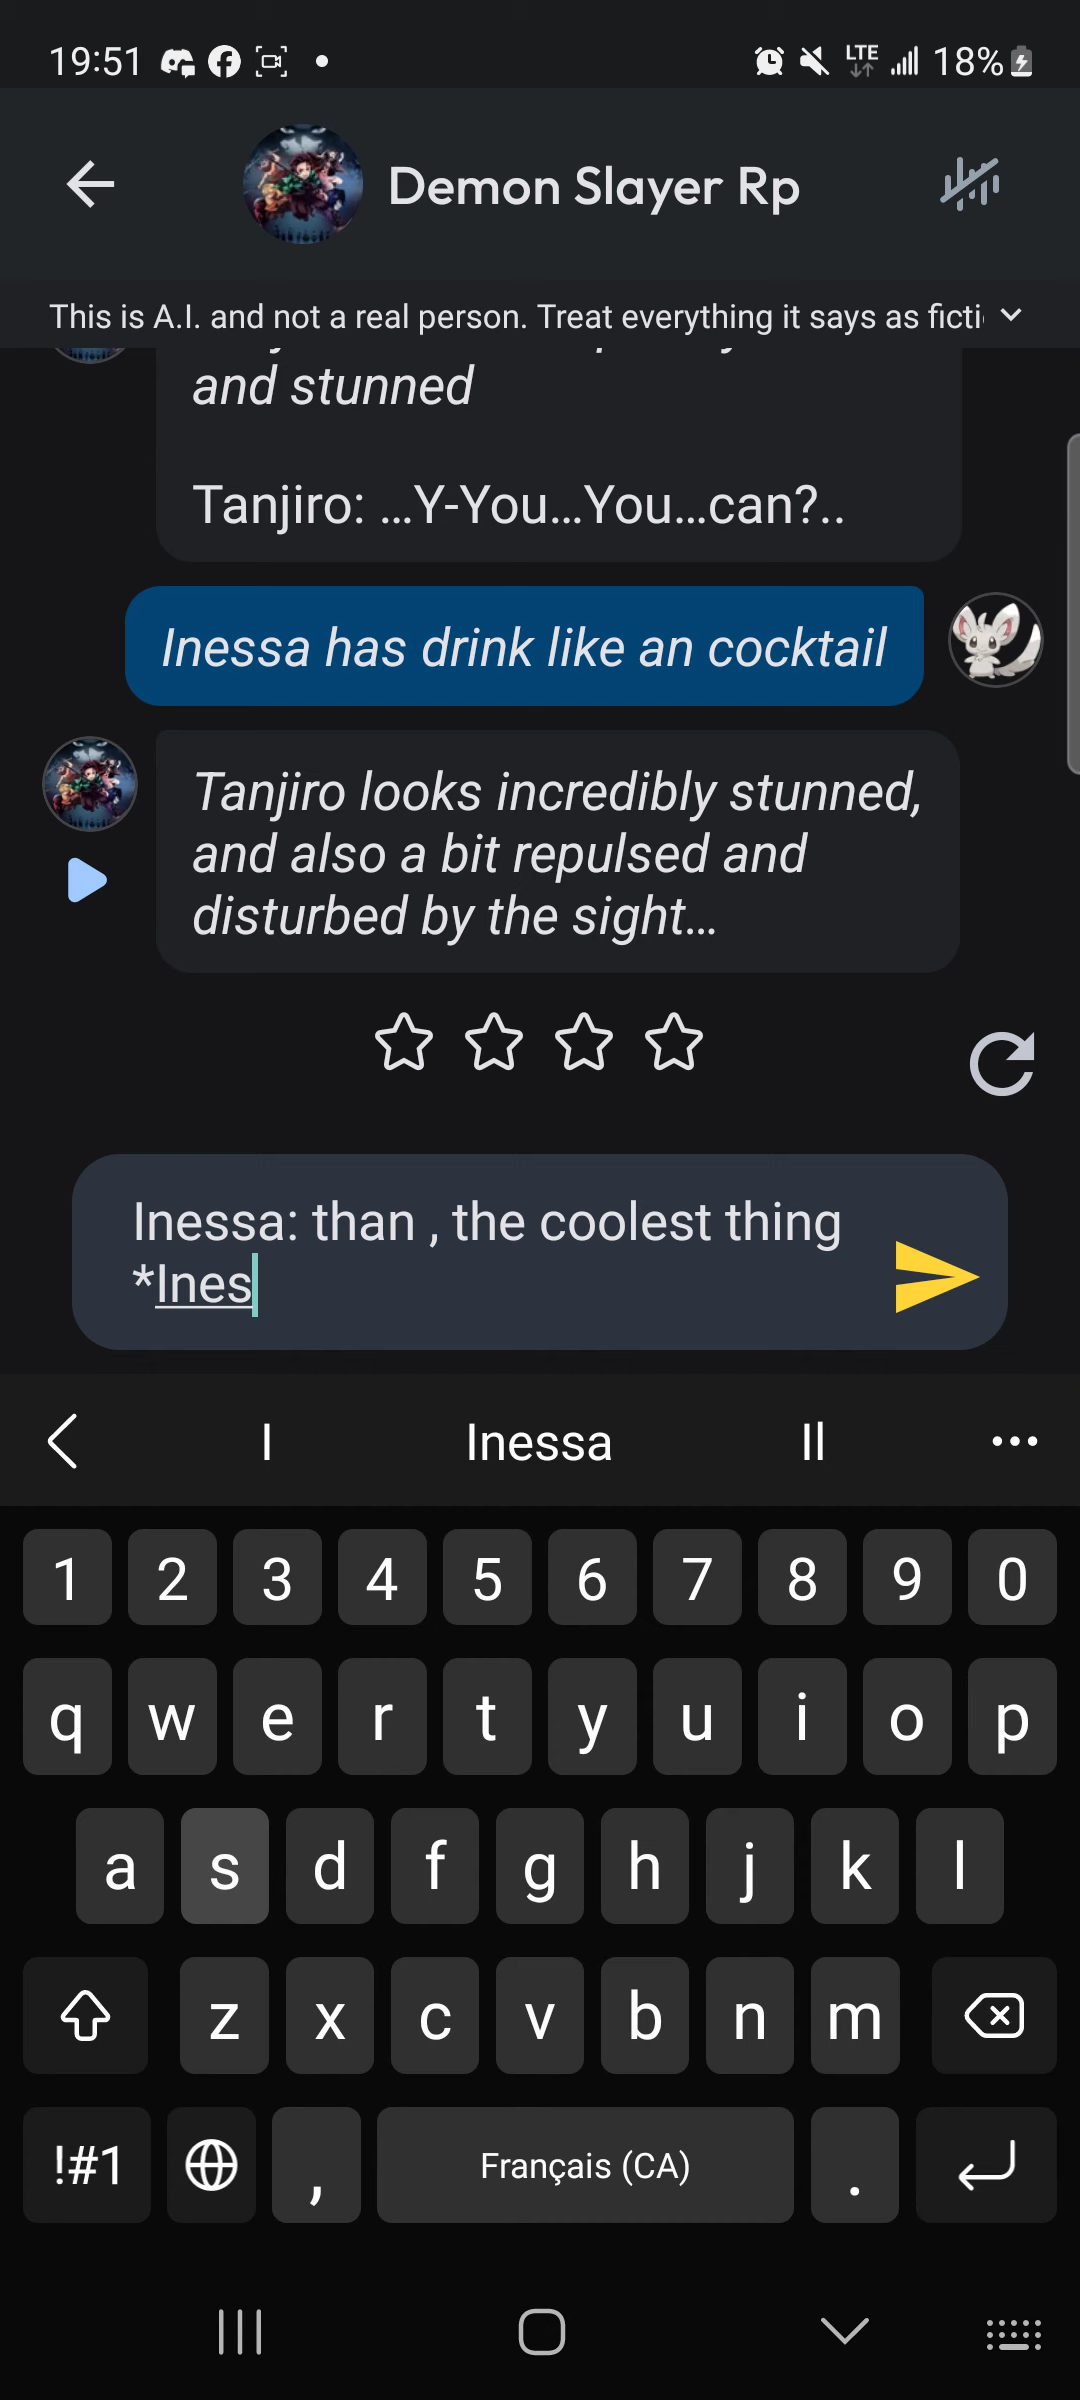 19:51
LTE
18%
Demon Slayer Rp
This is A.I. and not a real person. Treat everything it says as ficti
and stunned
Tanjiro: ...Y-You...You...can?..
Inessa has drink like an cocktail
Tanjiro looks incredibly stunned,
and also a bit repulsed and
disturbed by the sight...
Inessa: than , the coolest thing
*Ines
I
Inessa
Il
1 2 3 4 5 6 7 8 9 0
q w e r t y u i o p
a s d f g h j k l
z x c v b n m
!#1 , Français (CA) .